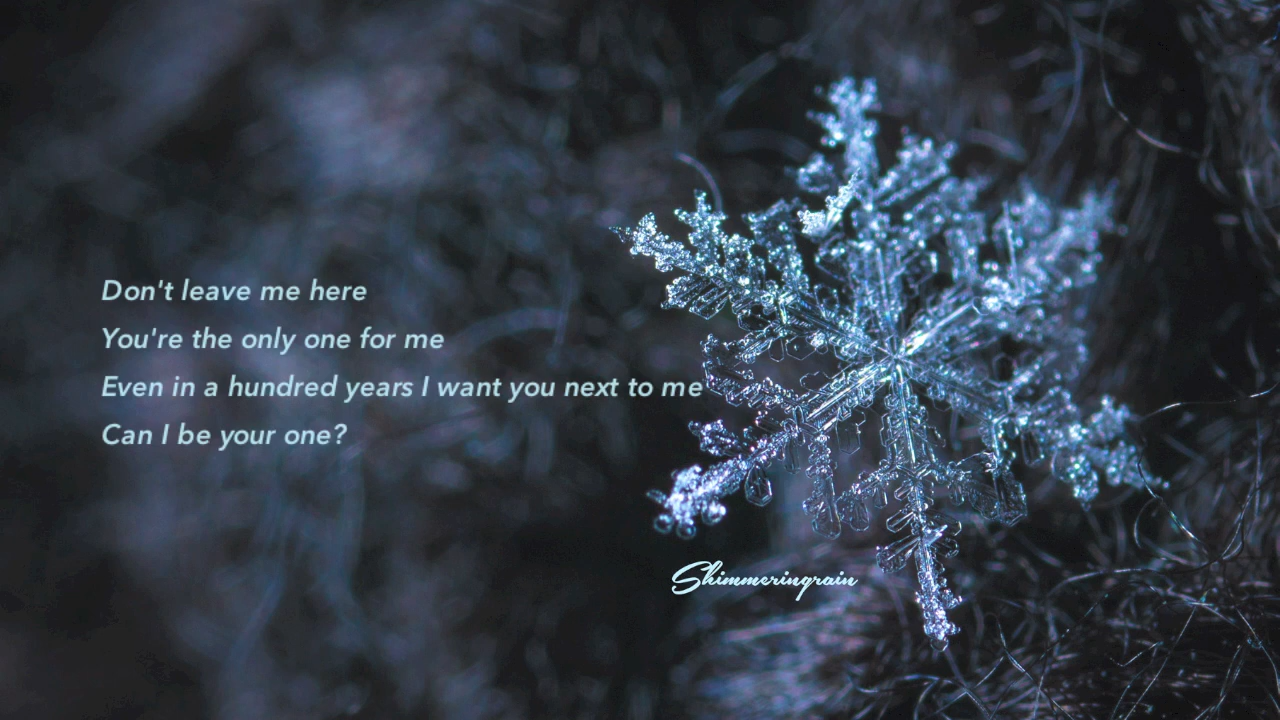 Don't leave me here
You're the only one for me
Even in a hundred years I want you next to me
Can I be your one?
Shimmeringrain